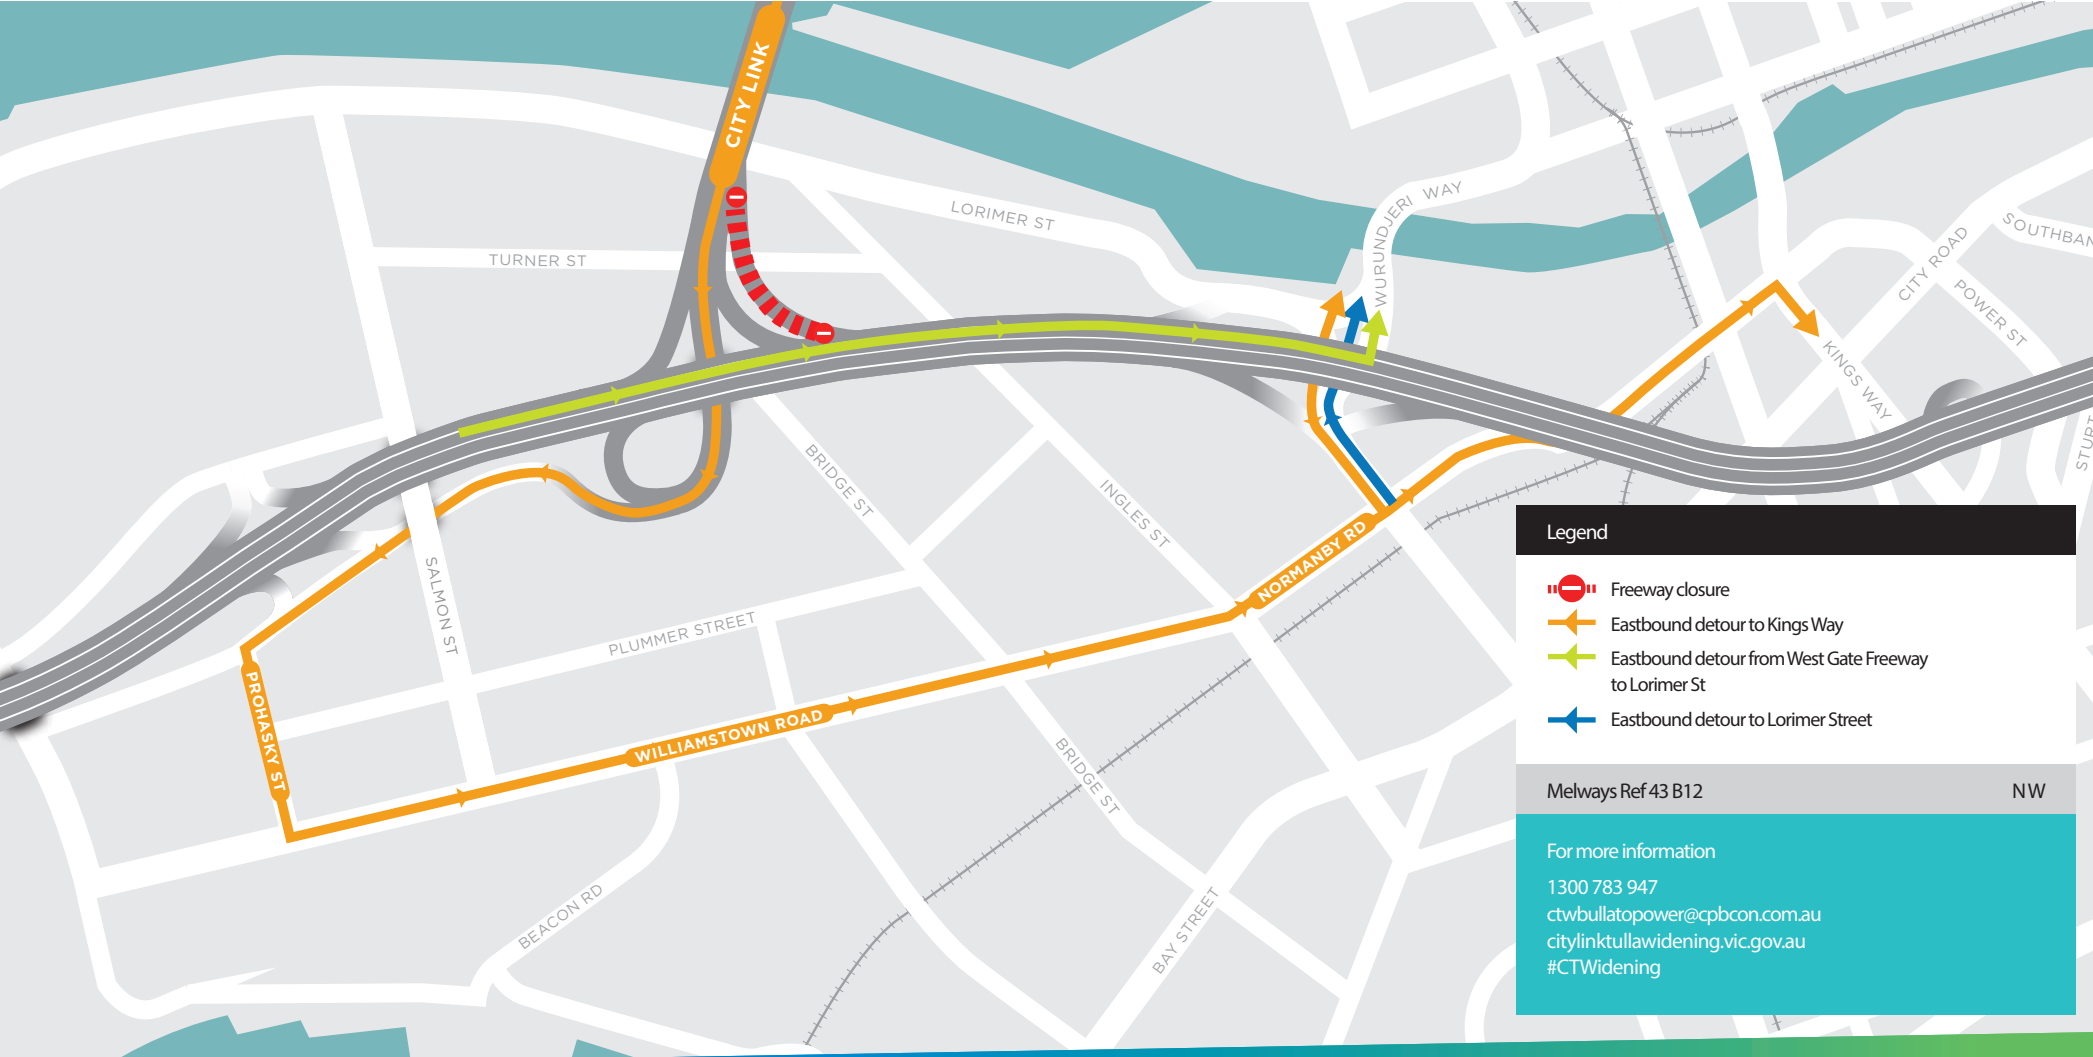 CITY LINK
LORIMER ST
WURUNDJERI WAY
TURNER ST
CITY ROAD
SOUTHBAN
POWER ST
KINGS WAY
STURT
BRIDGE ST
INGLES ST
SALMON ST
NORMANBY RD
PLUMMER STREET
PROHASKY ST
WILLIAMSTOWN ROAD
BRIDGE ST
BEACON RD
BAY STREET
Legend
Freeway closure
Eastbound detour to Kings Way
Eastbound detour from West Gate Freeway
to Lorimer St
Eastbound detour to Lorimer Street
Melways Ref 43 B12 NW
For more information
1300 783 947
ctwbullatopower@cpbcon.com.au
citylinktullawidening.vic.gov.au
#CTWidening